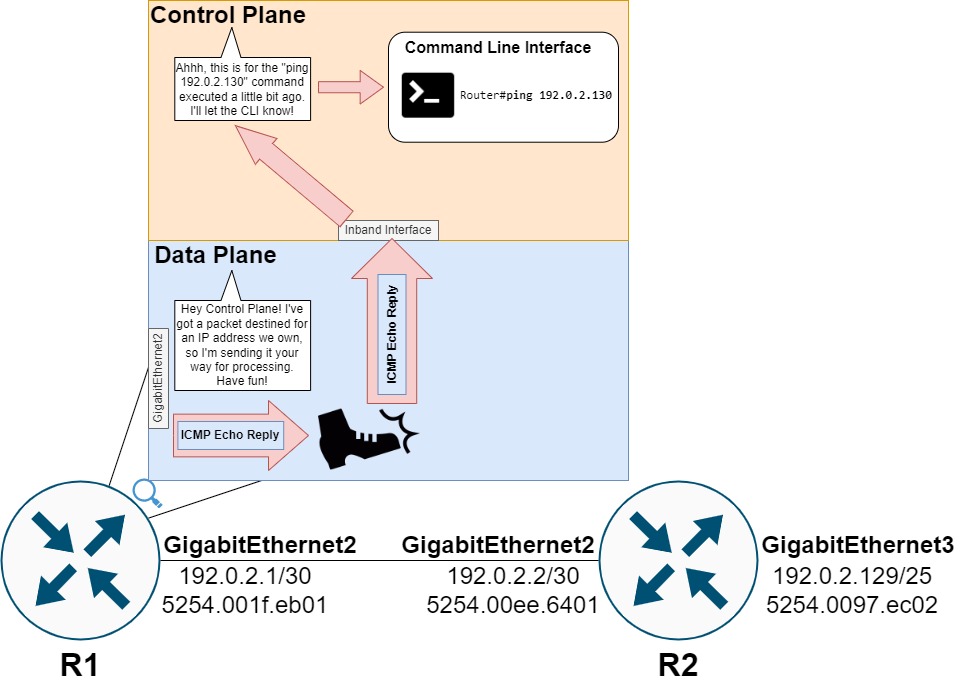 Control Plane
Ahhh, this is for the "ping
192.0.2.130" command
executed a little bit ago.
I'll let the CLI know!
Command Line Interface
Router#ping 192.0.2.130
Inband Interface
Data Plane
Hey Control Plane! I've
got a packet destined for
an IP address we own,
so I'm sending it your
way for processing.
Have fun!
GigabitEthernet2
ICMP Echo Reply
ICMP Echo Reply
GigabitEthernet2
192.0.2.1/30
5254.001f.eb01
GigabitEthernet2
192.0.2.2/30
5254.00ee.6401
GigabitEthernet3
192.0.2.129/25
5254.0097.ec02
R1
R2